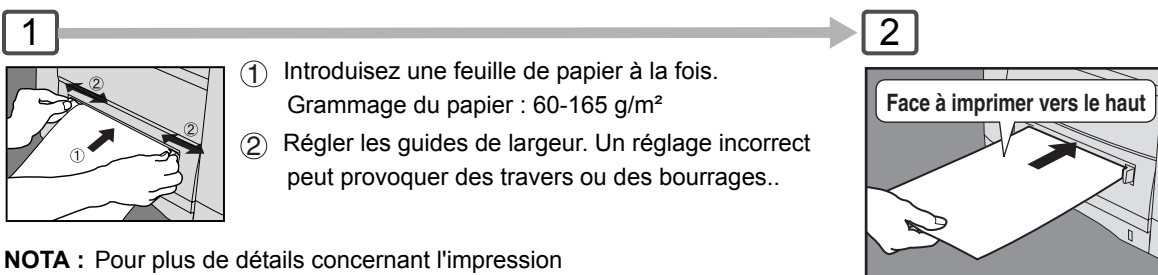 1
2
② ②
①
① Introduisez une feuille de papier à la fois.
Grammage du papier : 60-165 g/m²
② Régler les guides de largeur. Un réglage incorrect
peut provoquer des travers ou des bourrages..
Face à imprimer vers le haut
NOTA : Pour plus de détails concernant l'impression